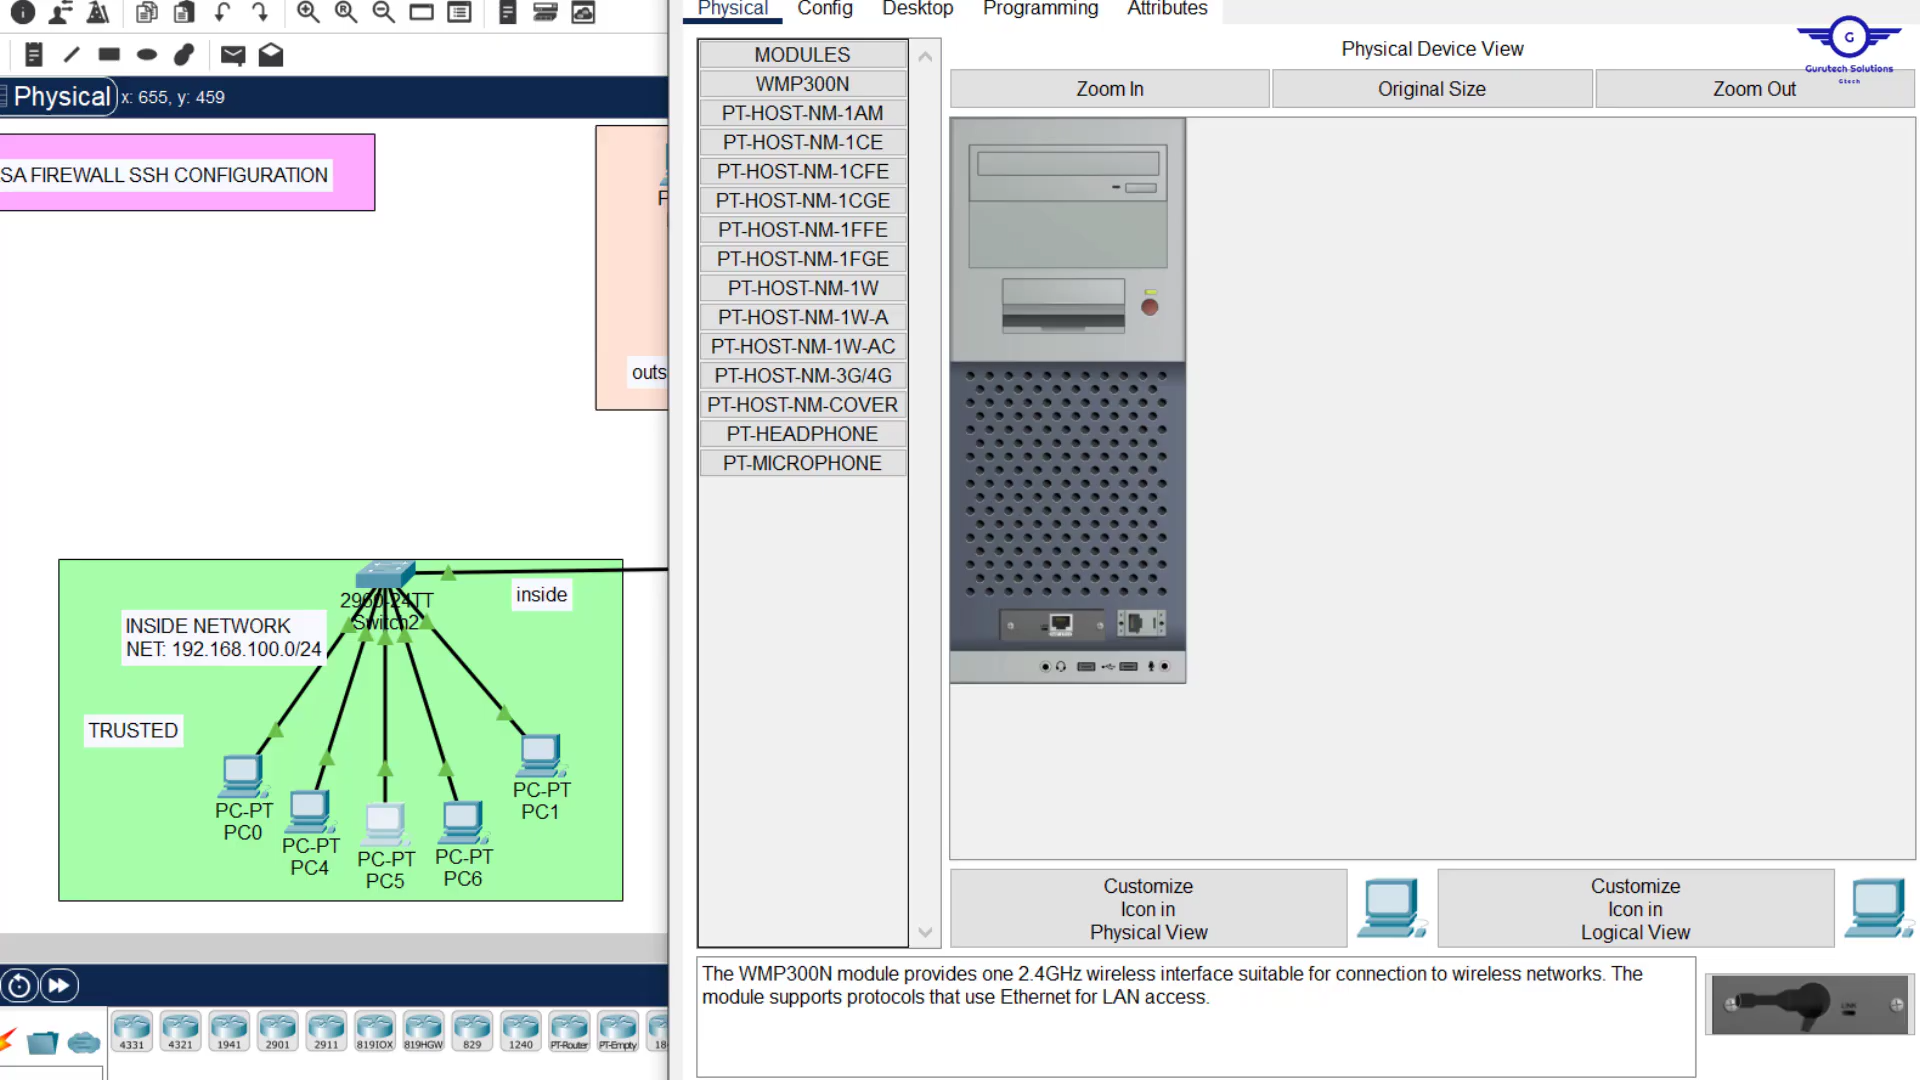 Physical
Config
Desktop
Programming
Attributes
G
Gurutech Solutions
Gtech
Physical x: 655, y: 459
SA FIREWALL SSH CONFIGURATION
P
outs
inside
2960-24TT
Switch2
INSIDE NETWORK
NET: 192.168.100.0/24
TRUSTED
PC-PT
PC0
PC-PT
PC4
PC-PT
PC5
PC-PT
PC6
PC-PT
PC1
4331
4321
1941
2901
2911
819IOX
819HGW
829
1240
PT-Router
PT-Empty
18
MODULES
WMP300N
PT-HOST-NM-1AM
PT-HOST-NM-1CE
PT-HOST-NM-1CFE
PT-HOST-NM-1CGE
PT-HOST-NM-1FFE
PT-HOST-NM-1FGE
PT-HOST-NM-1W
PT-HOST-NM-1W-A
PT-HOST-NM-1W-AC
PT-HOST-NM-3G/4G
PT-HOST-NM-COVER
PT-HEADPHONE
PT-MICROPHONE
Physical Device View
Zoom In
Original Size
Zoom Out
Customize
Icon in
Physical View
Customize
Icon in
Logical View
The WMP300N module provides one 2.4GHz wireless interface suitable for connection to wireless networks. The
module supports protocols that use Ethernet for LAN access.
LINK